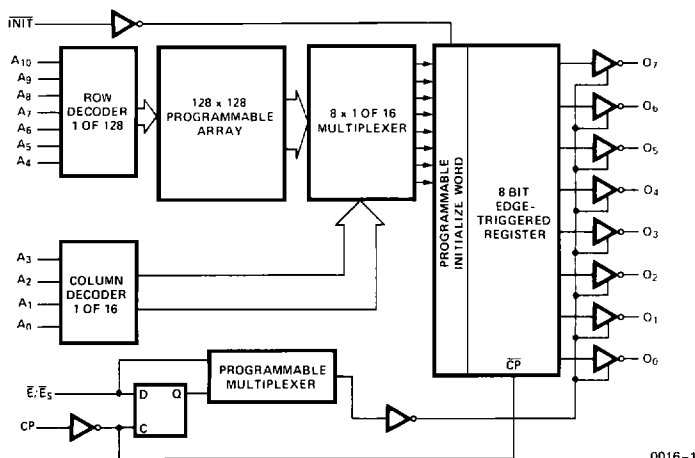 INIT
A10
A9
A8
A7
A6
A5
A4
ROW
DECODER
1 OF 128
128 x 128
PROGRAMMABLE
ARRAY
8 x 1 OF 16
MULTIPLEXER
PROGRAMMABLE
INITIALIZE WORD
8 BIT
EDGE-
TRIGGERED
REGISTER
CP
O7
O6
O5
O4
O3
O2
O1
O0
A3
A2
A1
A0
COLUMN
DECODER
1 OF 16
PROGRAMMABLE
MULTIPLEXER
E/ES
D Q
C
CP
0016-1